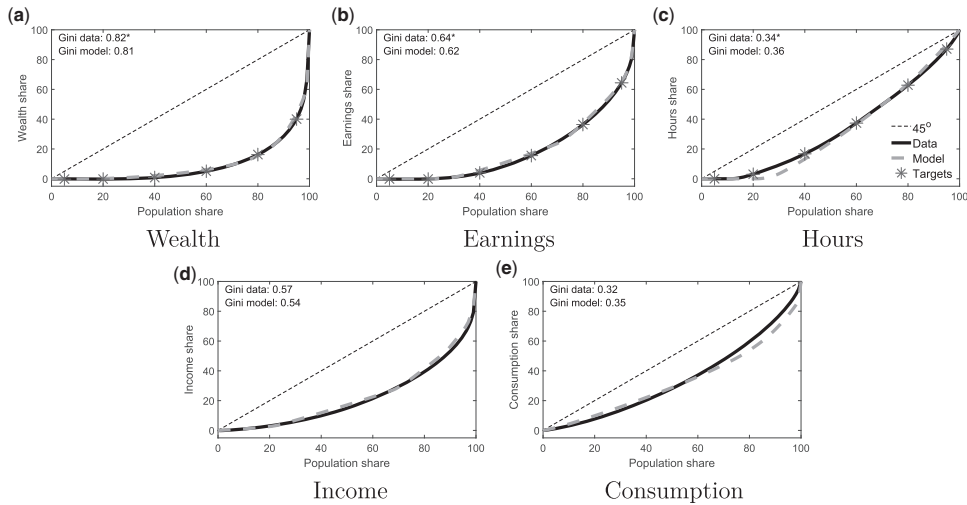 (a)
Gini data: 0.82*
Gini model: 0.81
Wealth share
100
80
60
40
20
0
0 20 40 60 80 100
Population share
Wealth
(b)
Gini data: 0.64*
Gini model: 0.62
Earnings share
100
80
60
40
20
0
0 20 40 60 80 100
Population share
Earnings
(c)
Gini data: 0.34*
Gini model: 0.36
Hours share
100
80
60
40
20
0
0 20 40 60 80 100
Population share
45°
Data
Model
Targets
Hours
(d)
Gini data: 0.57
Gini model: 0.54
Income share
100
80
60
40
20
0
0 20 40 60 80 100
Population share
Income
(e)
Gini data: 0.32
Gini model: 0.35
Consumption share
100
80
60
40
20
0
0 20 40 60 80 100
Population share
Consumption